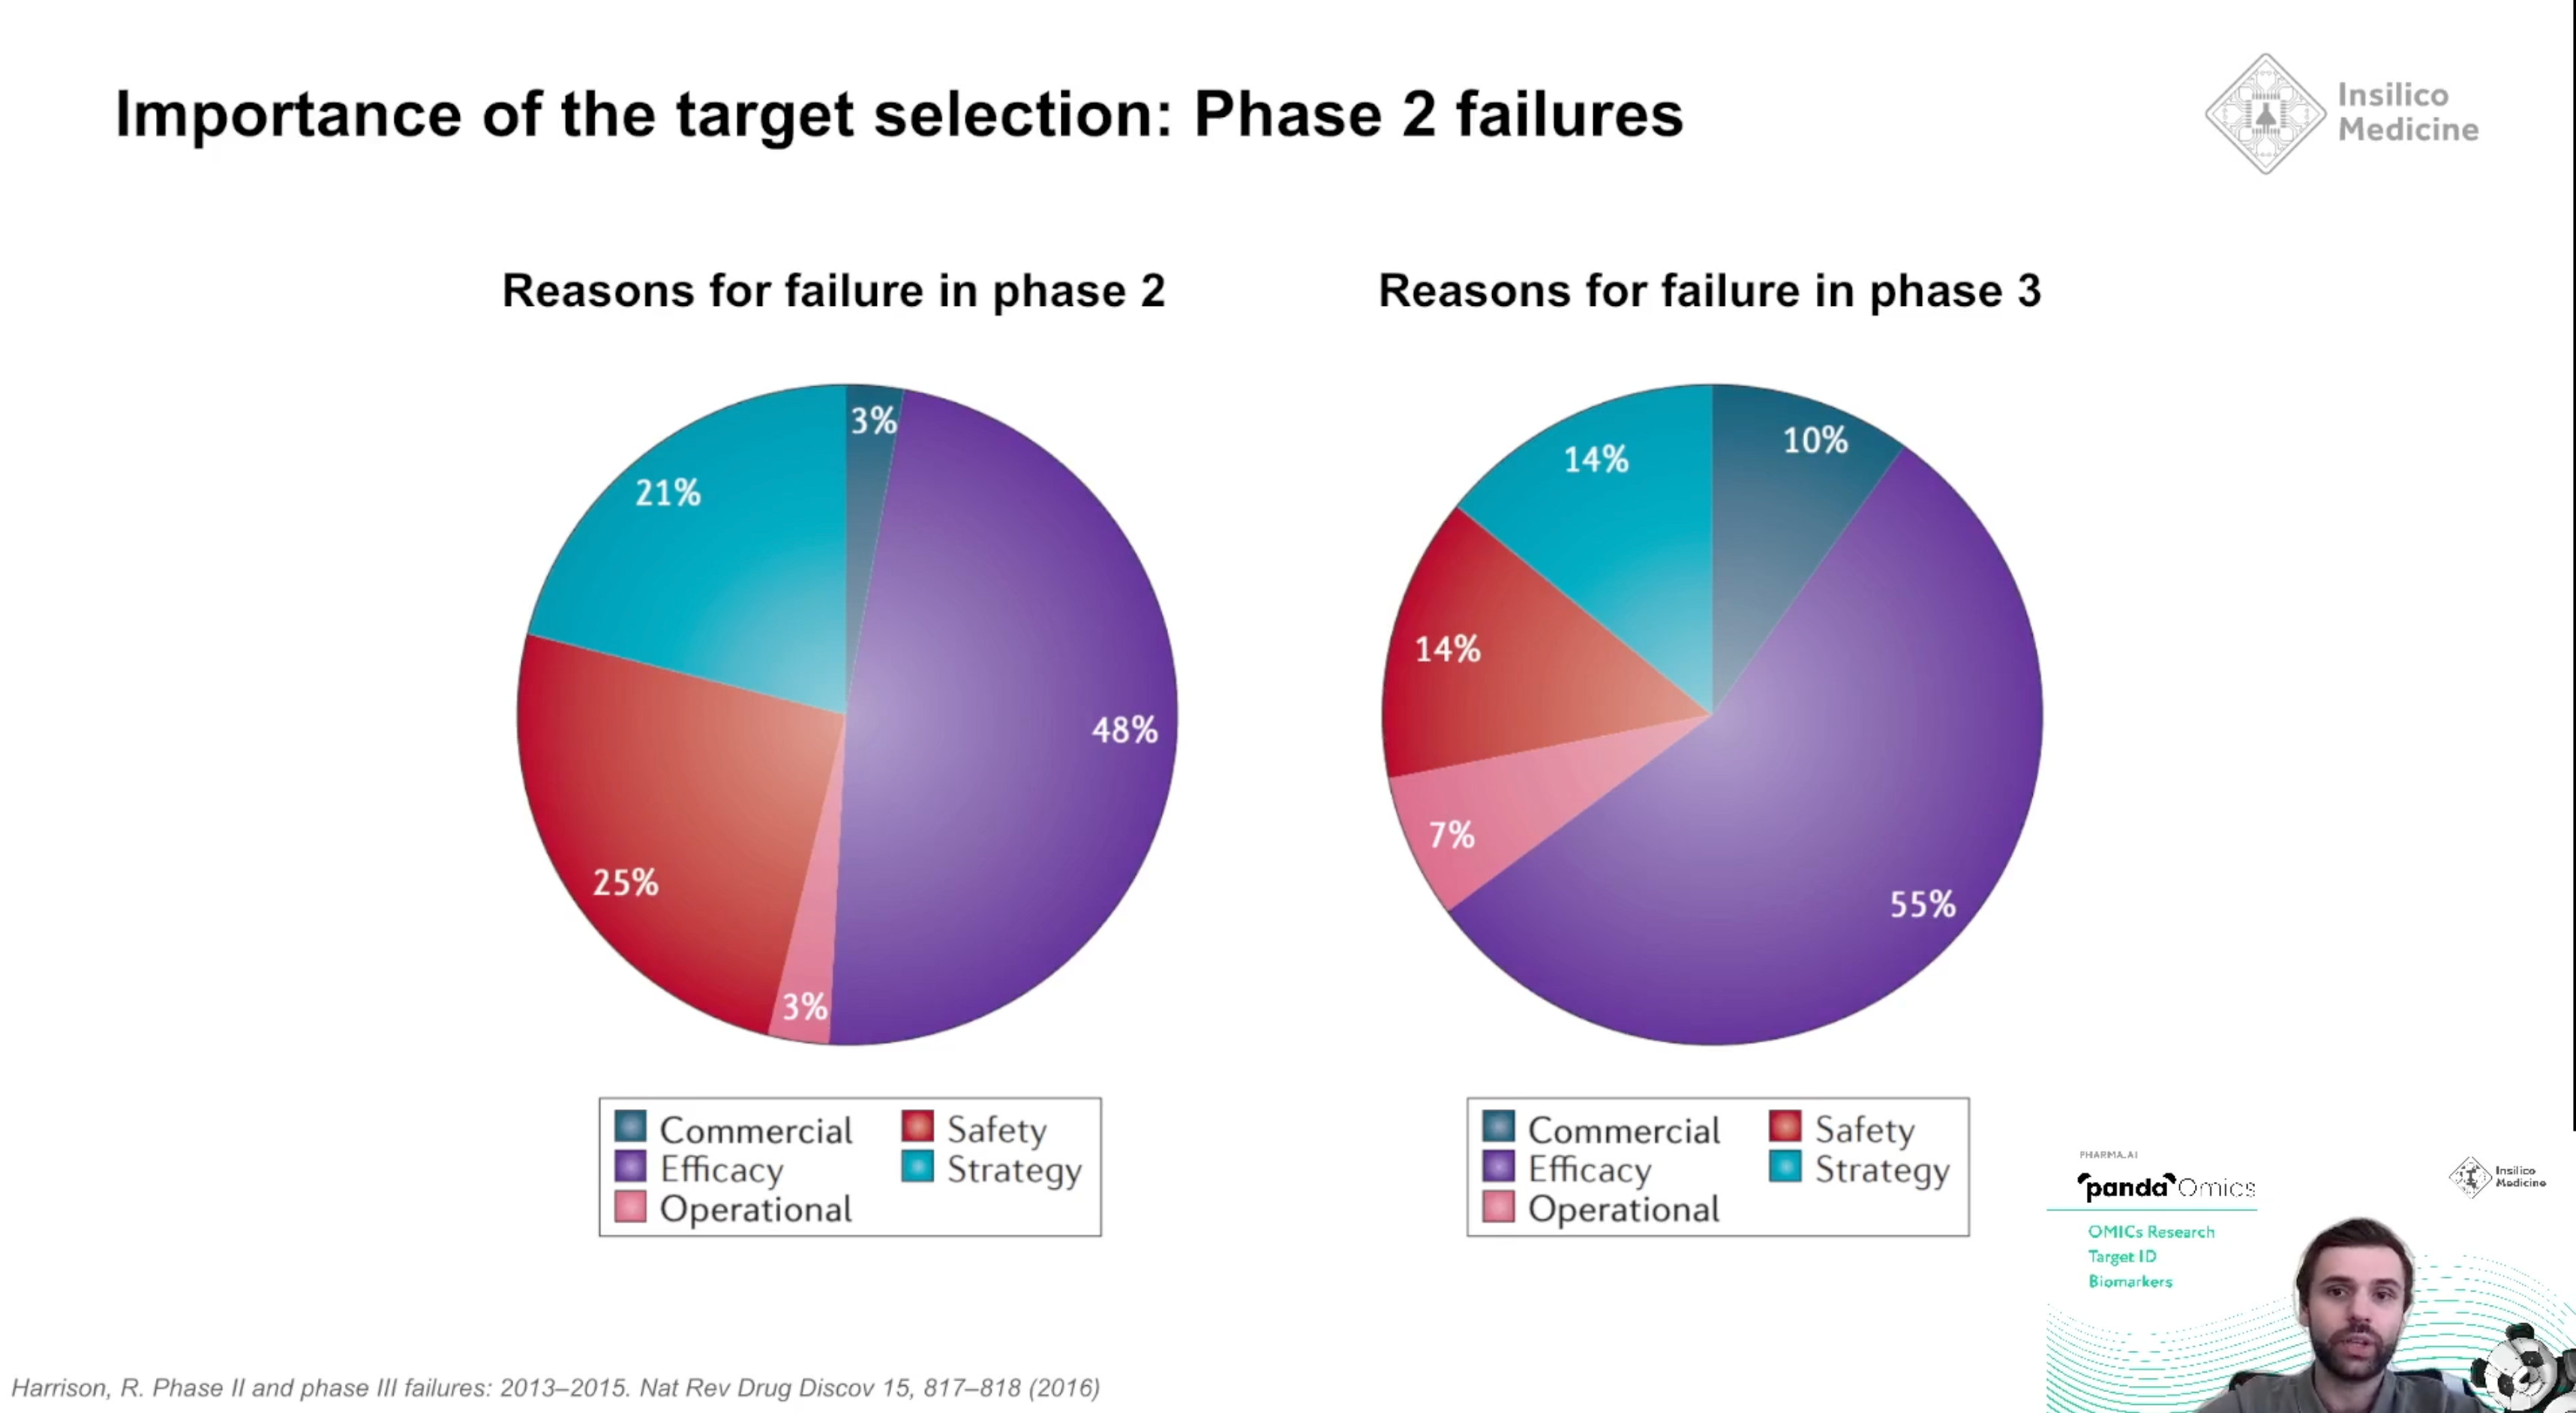 Importance of the target selection: Phase 2 failures
Insilico
Medicine
Reasons for failure in phase 2
Reasons for failure in phase 3
3%
21%
48%
25%
3%
10%
14%
14%
7%
55%
Commercial
Safety
Efficacy
Strategy
Operational
Commercial
Safety
Efficacy
Strategy
Operational
PHARMA.AI
pandaOmics
Insilico
Medicine
OMICs Research
Target ID
Biomarkers
Harrison, R. Phase II and phase III failures: 2013–2015. Nat Rev Drug Discov 15, 817–818 (2016)